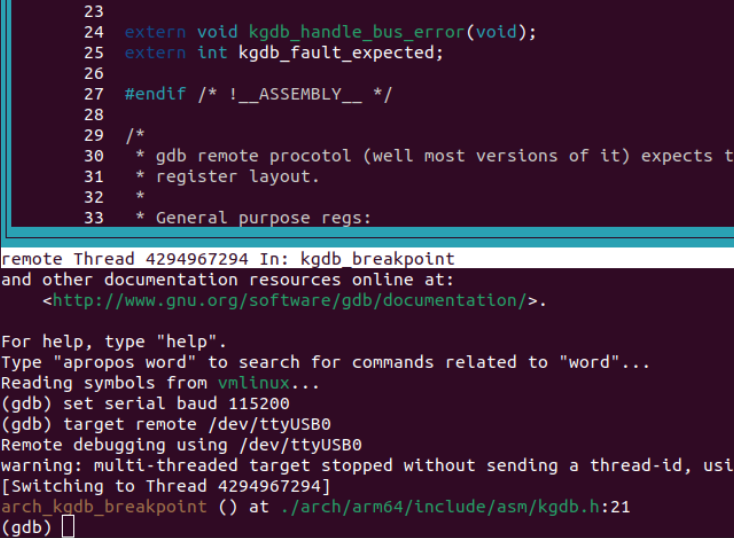 23
24 extern void kgdb_handle_bus_error(void);
25 extern int kgdb_fault_expected;
26
27 #endif /* !__ASSEMBLY__ */
28
29 /*
30  * gdb remote procotol (well most versions of it) expects t
31  * register layout.
32  *
33  * General purpose regs:
remote Thread 4294967294 In: kgdb_breakpoint
and other documentation resources online at:
    <http://www.gnu.org/software/gdb/documentation/>.

For help, type "help".
Type "apropos word" to search for commands related to "word"...
Reading symbols from vmlinux...
(gdb) set serial baud 115200
(gdb) target remote /dev/ttyUSB0
Remote debugging using /dev/ttyUSB0
warning: multi-threaded target stopped without sending a thread-id, usi
[Switching to Thread 4294967294]
arch_kgdb_breakpoint () at ./arch/arm64/include/asm/kgdb.h:21
(gdb)